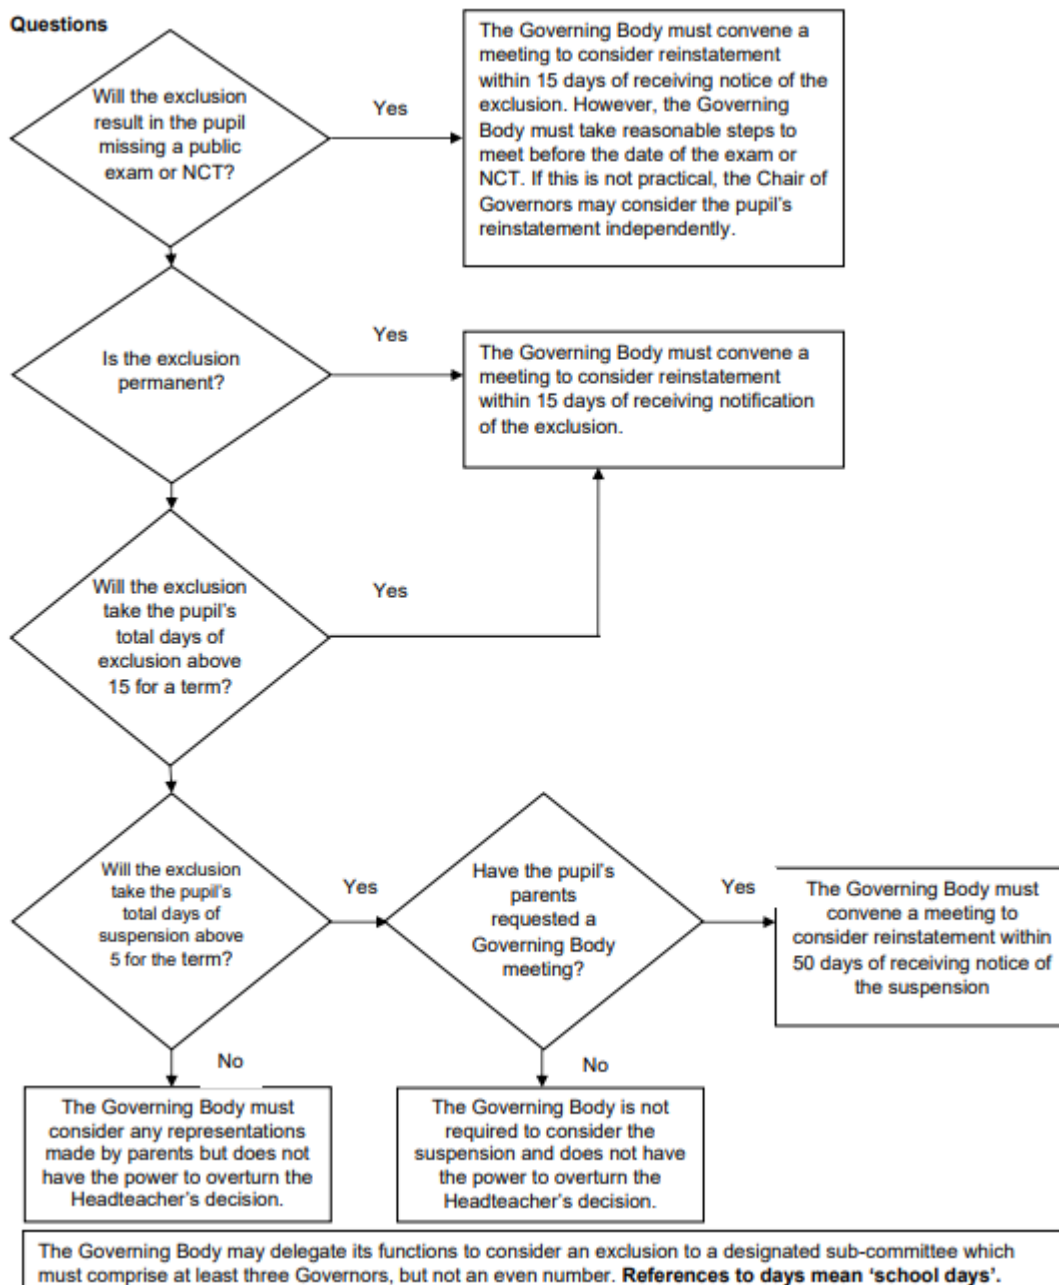 Questions
Will the exclusion
result in the pupil
missing a public
exam or NCT?
Yes
The Governing Body must convene a
meeting to consider reinstatement
within 15 days of receiving notice of the
exclusion. However, the Governing
Body must take reasonable steps to
meet before the date of the exam or
NCT. If this is not practical, the Chair of
Governors may consider the pupil's
reinstatement independently.
Is the exclusion
permanent?
Yes
The Governing Body must convene a
meeting to consider reinstatement
within 15 days of receiving notification
of the exclusion.
Will the exclusion
take the pupil's
total days of
exclusion above
15 for a term?
Yes
Will the exclusion
take the pupil's
total days of
suspension above
5 for the term?
Yes
Have the pupil's
parents
requested a
Governing Body
meeting?
Yes
The Governing Body must
convene a meeting to
consider reinstatement within
50 days of receiving notice of
the suspension
No
The Governing Body must
consider any representations
made by parents but does not
have the power to overturn the
Headteacher's decision.
No
The Governing Body is not
required to consider the
suspension and does not have
the power to overturn the
Headteacher's decision.
The Governing Body may delegate its functions to consider an exclusion to a designated sub-committee which
must comprise at least three Governors, but not an even number. References to days mean 'school days'.